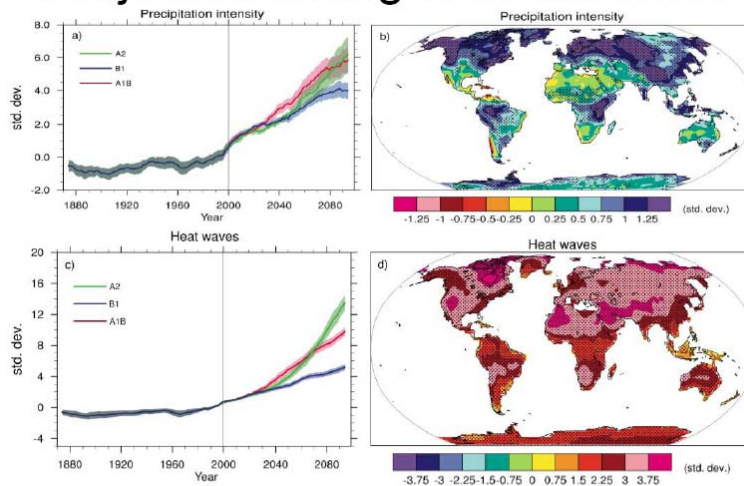 Precipitation intensity
a)
A2
B1
A1B
8.0
6.0
4.0
2.0
0.0
-2.0
std. dev.
1880 1920 1960 2000 2040 2080
Year
b)
Precipitation intensity
-1.25 -1 -0.75-0.5-0.25 0 0.25 0.5 0.75 1 1.25
(std. dev.)
Heat waves
c)
A2
B1
A1B
20
16
12
8
4
0
-4
std. dev.
1880 1920 1960 2000 2040 2080
Year
d)
Heat waves
-3.75 -3 -2.25-1.5-0.75 0 0.75 1.5 2.25 3 3.75
(std. dev.)